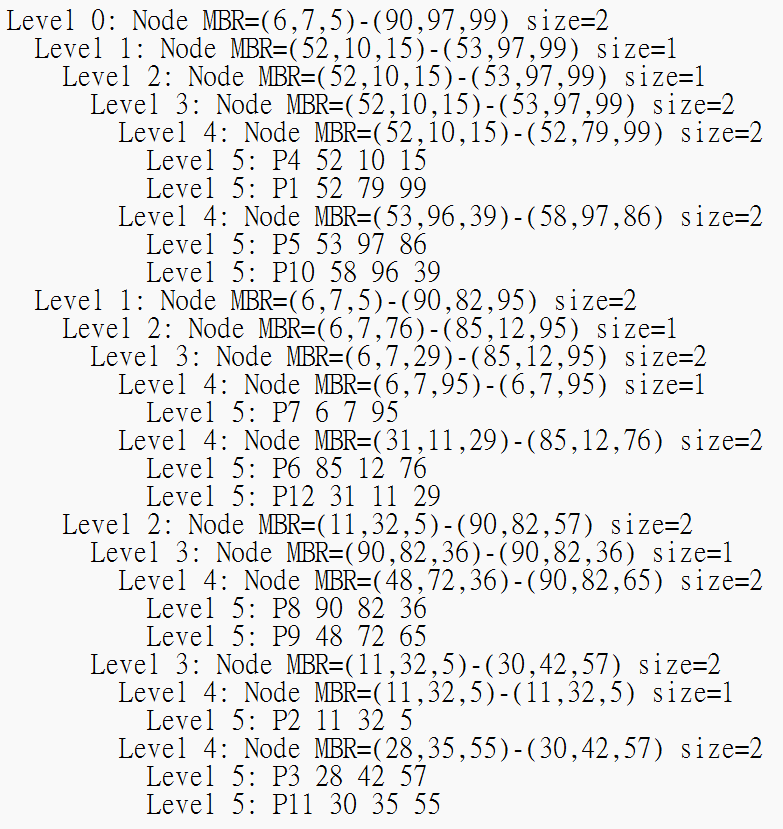 Level 0: Node MBR=(6,7,5)-(90,97,99) size=2
Level 1: Node MBR=(52,10,15)-(53,97,99) size=1
Level 2: Node MBR=(52,10,15)-(53,97,99) size=1
Level 3: Node MBR=(52,10,15)-(53,97,99) size=2
Level 4: Node MBR=(52,10,15)-(52,79,99) size=2
Level 5: P4 52 10 15
Level 5: P1 52 79 99
Level 4: Node MBR=(53,96,39)-(58,97,86) size=2
Level 5: P5 53 97 86
Level 5: P10 58 96 39
Level 1: Node MBR=(6,7,5)-(90,82,95) size=2
Level 2: Node MBR=(6,7,76)-(85,12,95) size=1
Level 3: Node MBR=(6,7,29)-(85,12,95) size=2
Level 4: Node MBR=(6,7,95)-(6,7,95) size=1
Level 5: P7 6 7 95
Level 4: Node MBR=(31,11,29)-(85,12,76) size=2
Level 5: P6 85 12 76
Level 5: P12 31 11 29
Level 2: Node MBR=(11,32,5)-(90,82,57) size=2
Level 3: Node MBR=(90,82,36)-(90,82,36) size=1
Level 4: Node MBR=(48,72,36)-(90,82,65) size=2
Level 5: P8 90 82 36
Level 5: P9 48 72 65
Level 3: Node MBR=(11,32,5)-(30,42,57) size=2
Level 4: Node MBR=(11,32,5)-(11,32,5) size=1
Level 5: P2 11 32 5
Level 4: Node MBR=(28,35,55)-(30,42,57) size=2
Level 5: P3 28 42 57
Level 5: P11 30 35 55